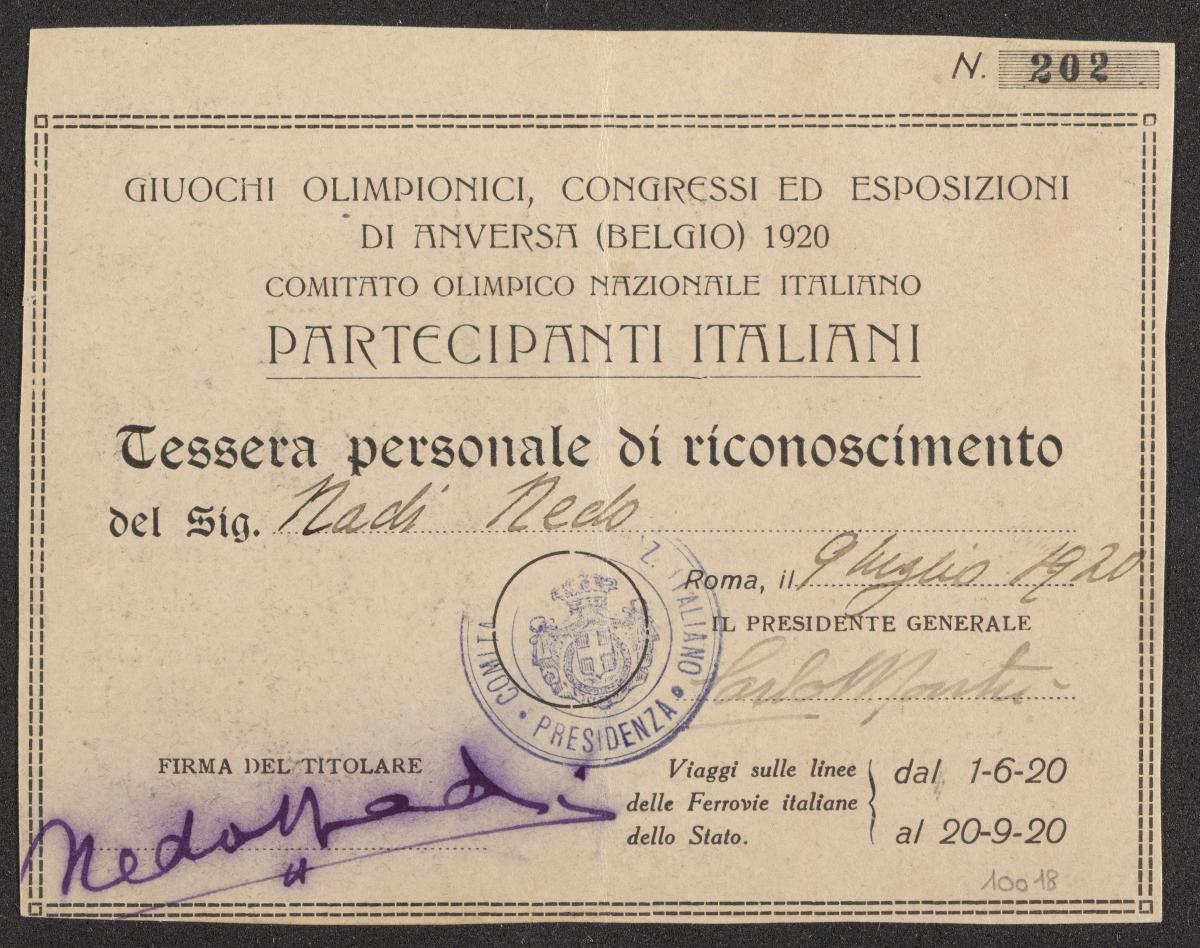 N. 202
GIUOCHI OLIMPIONICI, CONGRESSI ED ESPOSIZIONI
DI ANVERSA (BELGIO) 1920
COMITATO OLIMPICO NAZIONALE ITALIANO
PARTECIPANTI ITALIANI
Tessera personale di riconoscimento
del Sig. Nadi Nedo
Roma, il 9 luglio 1920
IL PRESIDENTE GENERALE
COMITA Z. ITALIANO • PRESIDENZA •
FIRMA DEL TITOLARE
Nedo Nadi
Viaggi sulle linee
delle Ferrovie italiane
dello Stato.
dal 1-6-20
al 20-9-20
10018